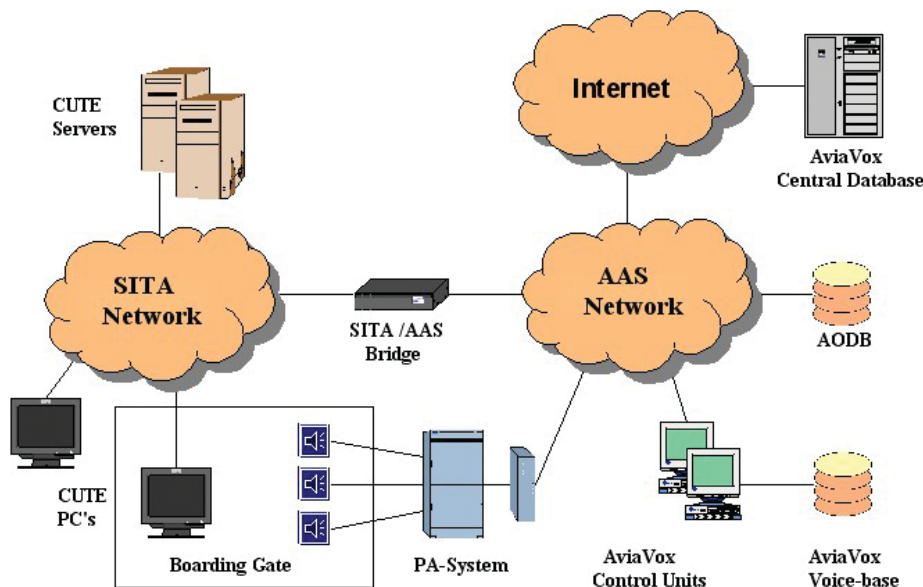 CUTE
Servers
Internet
AviaVox
Central Database
SITA
Network
AAS
Network
SITA /AAS
Bridge
AODB
CUTE
PC's
Boarding Gate
PA-System
AviaVox
Control Units
AviaVox
Voice-base